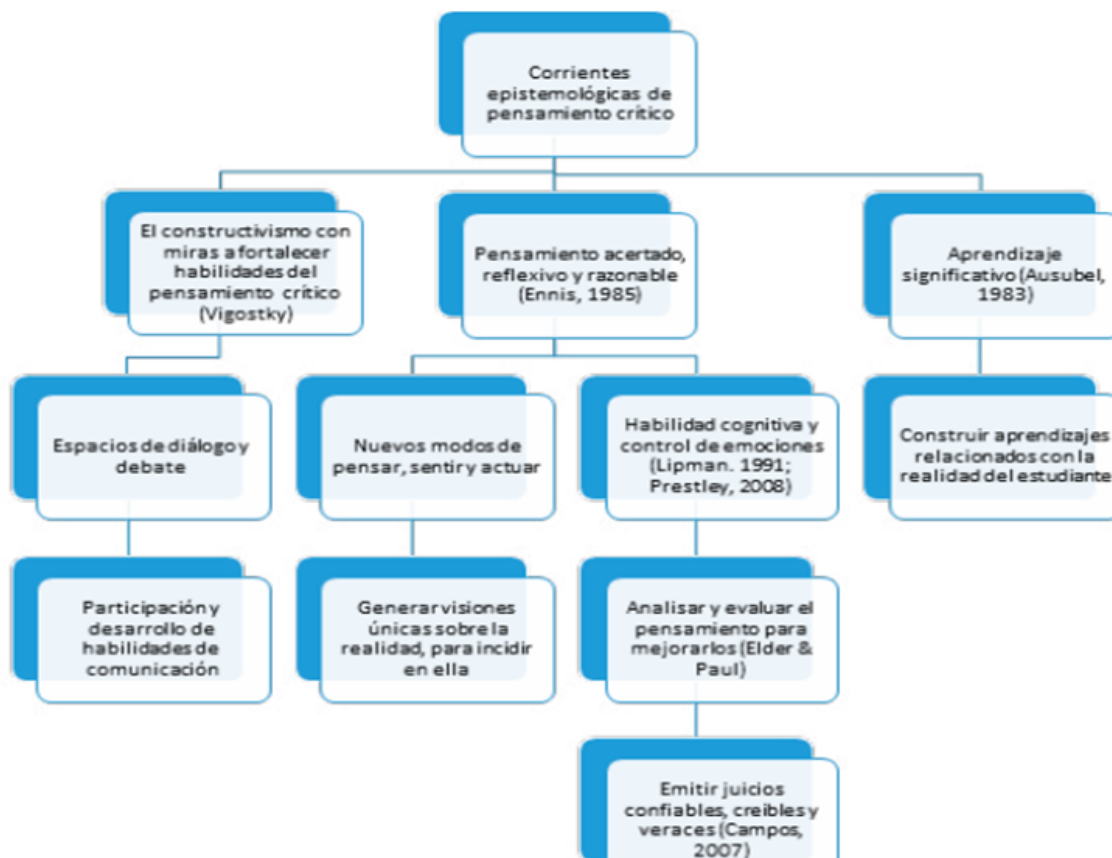 Corrientes
epistemológicas de
pensamiento crítico
El constructivismo con
miras a fortalecer
habilidades del
pensamiento crítico
(Vigostky)
Pensamiento acertado,
reflexivo y razonable
(Ennis, 1985)
Aprendizaje
significativo (Ausubel,
1983)
Espacios de diálogo y
debate
Nuevos modos de
pensar, sentir y actuar
Habilidad cognitiva y
control de emociones
(Lipman. 1991;
Prestley, 2008)
Construir aprendizajes
relacionados con la
realidad del estudiante
Participación y
desarrollo de
habilidades de
comunicación
Generar visiones
únicas sobre la
realidad, para incidir
en ella
Analisar y evaluar el
pensamiento para
mejorarlos (Elder &
Paul)
Emitir juicios
confiables, creibles y
veraces (Campos,
2007)